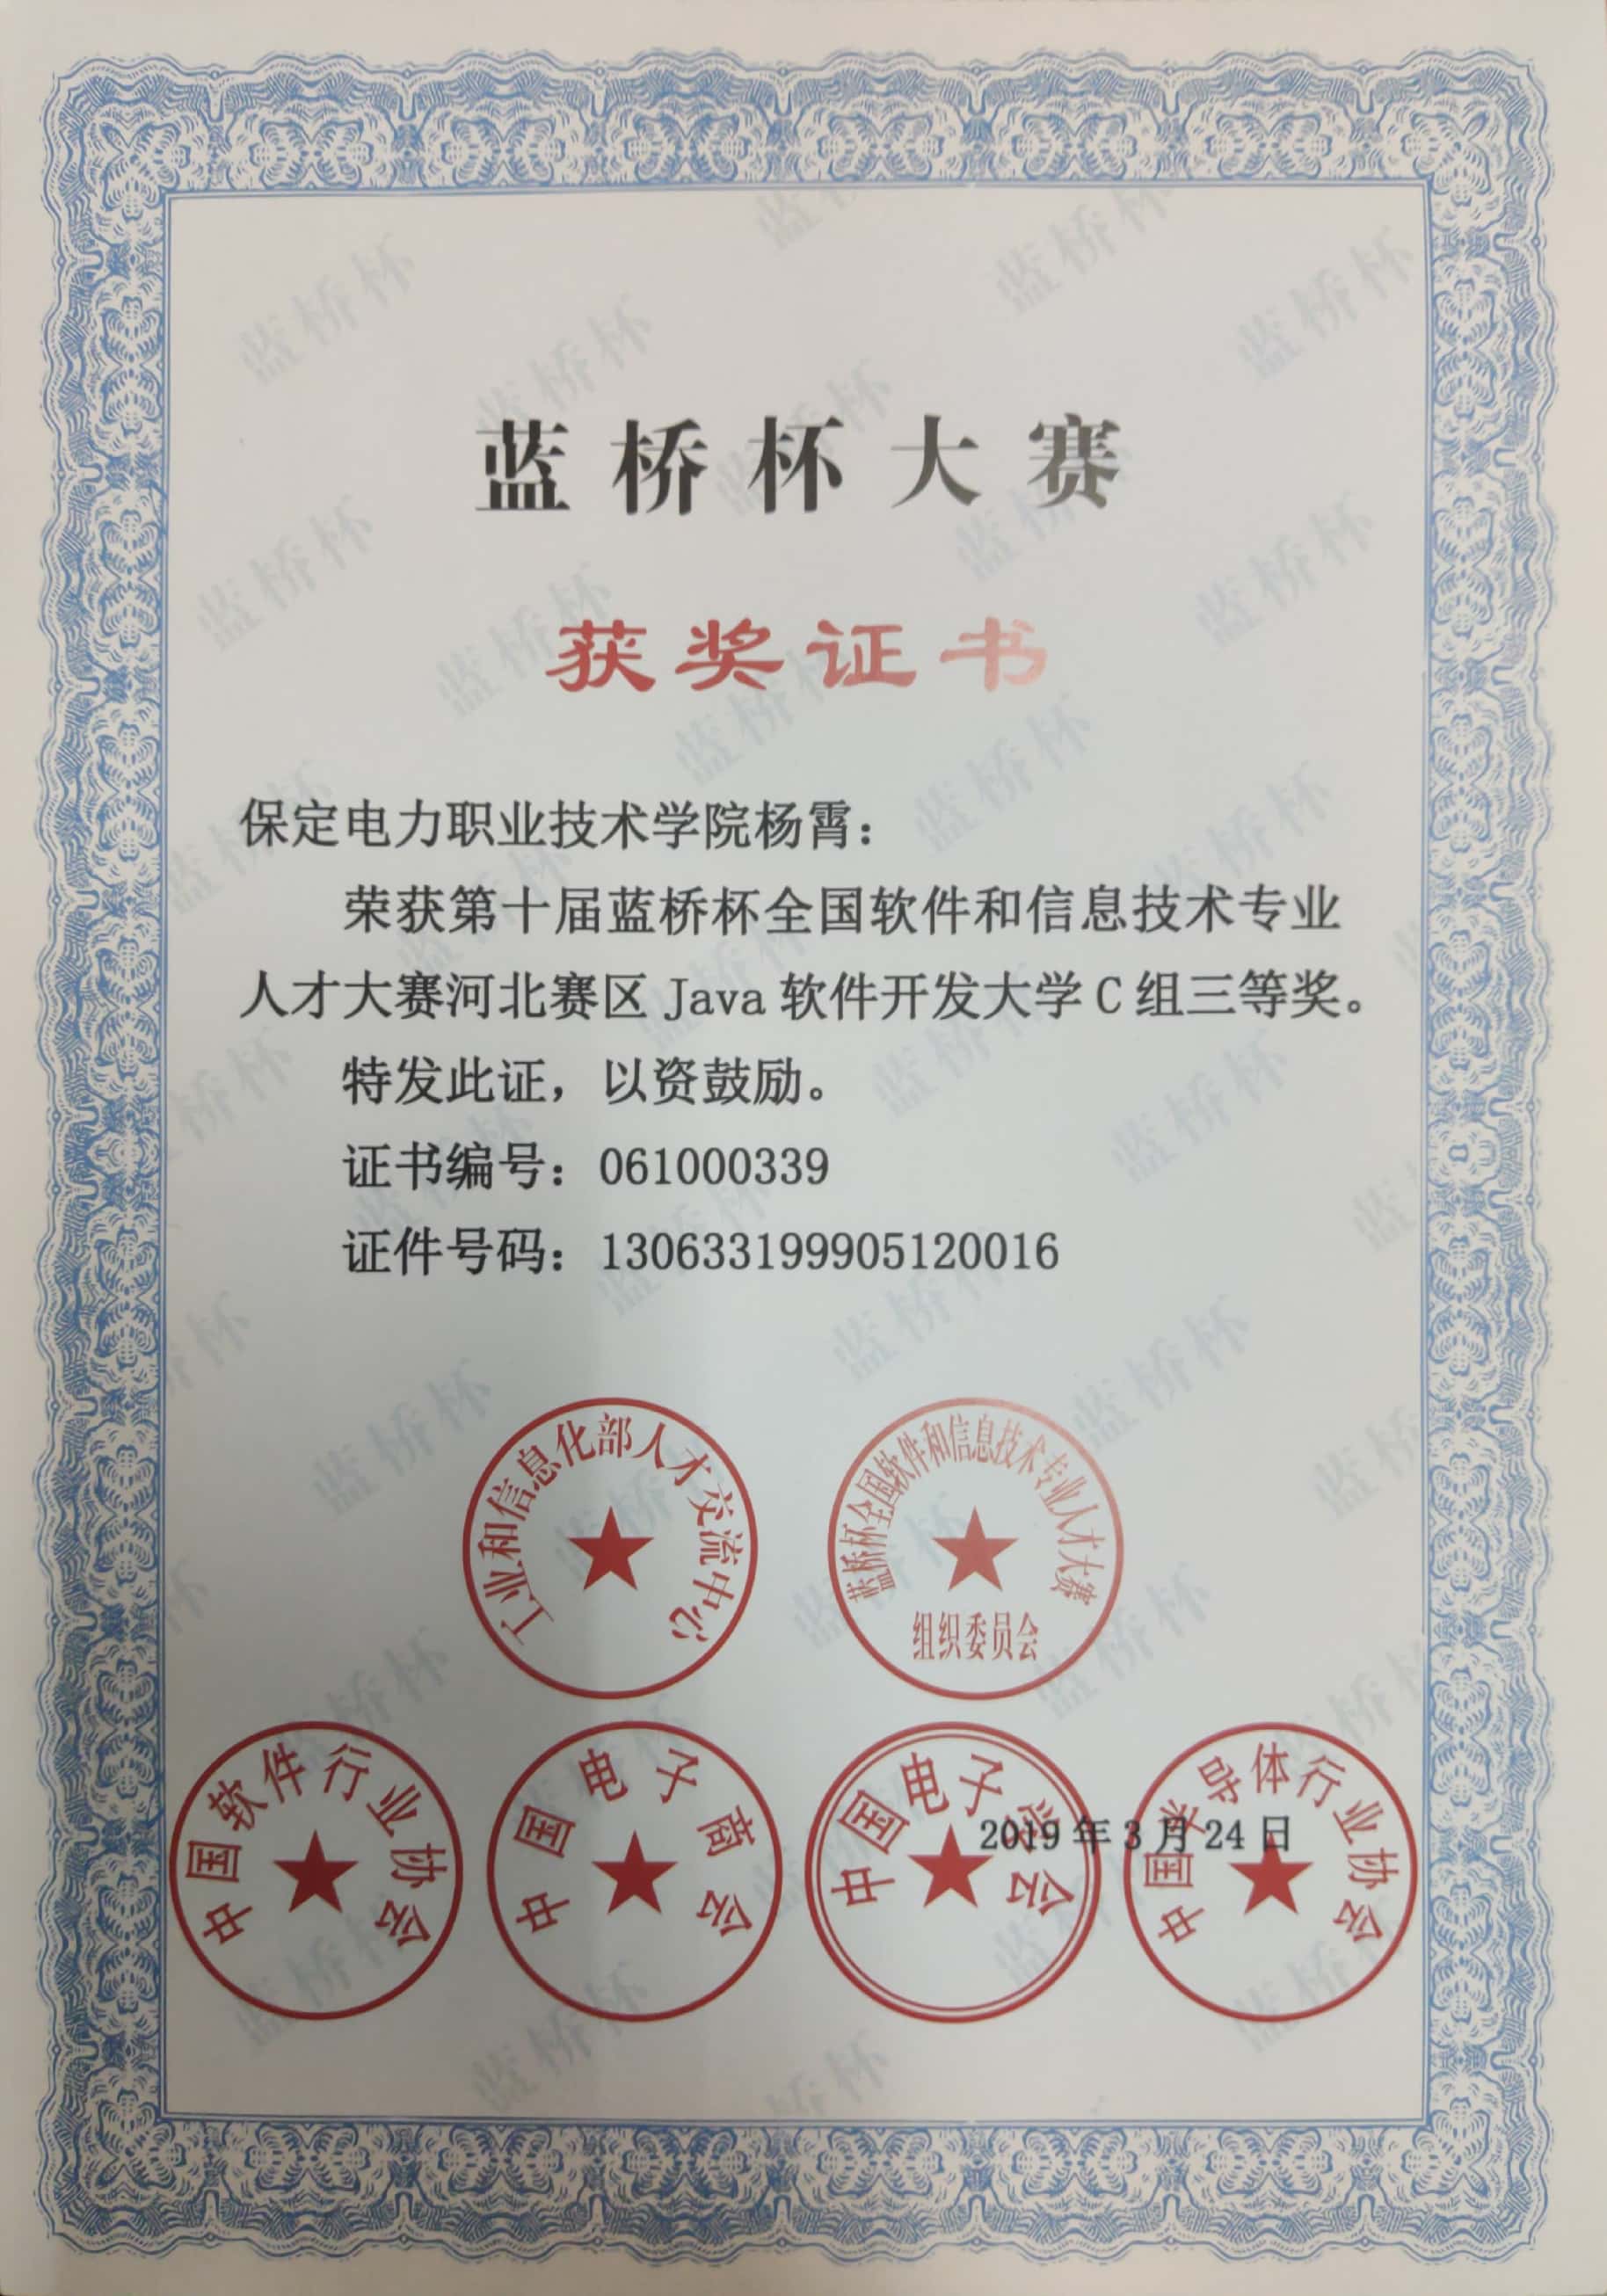 蓝桥杯大赛
获奖证书
保定电力职业技术学院杨霄：
荣获第十届蓝桥杯全国软件和信息技术专业
人才大赛河北赛区 Java 软件开发大学 C 组三等奖。
特发此证，以资鼓励。
证书编号：061000339
证件号码：130633199905120016
工业和信息化部人才交流中心
蓝桥杯全国软件和信息技术专业人才大赛
组织委员会
中国软件行业协会
中国电子商会
中国电子学会
中国半导体行业协会
2019 年 3 月 24 日